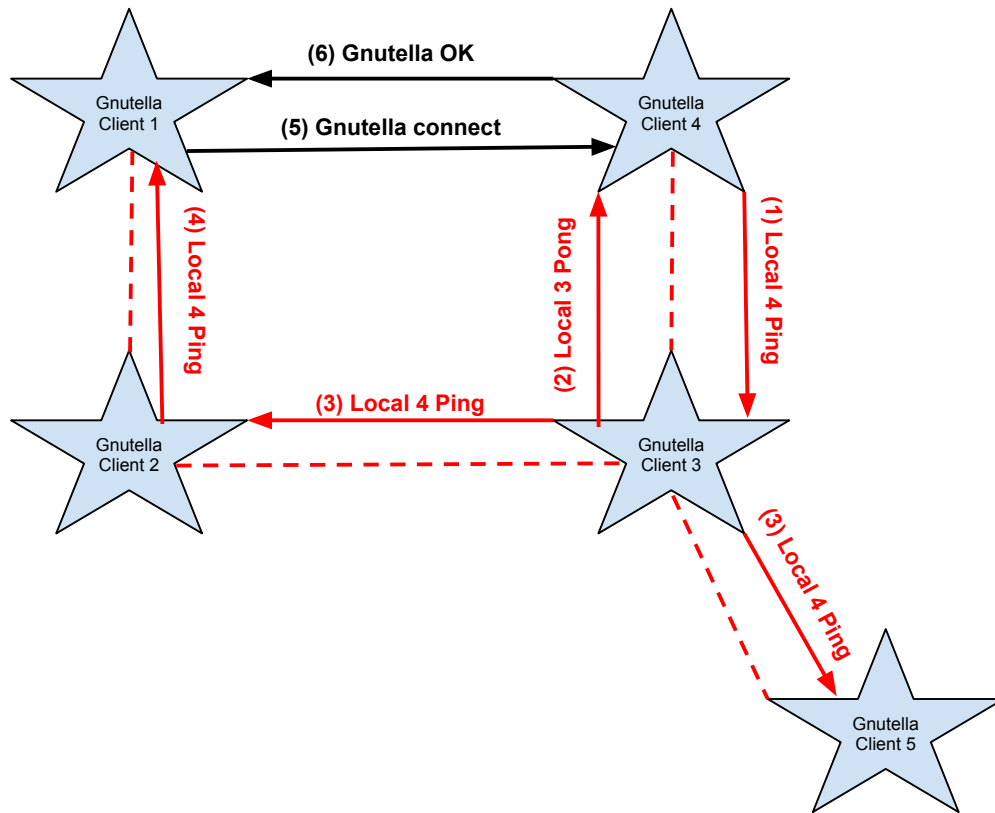 (6) Gnutella OK
Gnutella
Client 1
Gnutella
Client 4
(5) Gnutella connect
(4) Local 4 Ping
(2) Local 3 Pong
(1) Local 4 Ping
(3) Local 4 Ping
Gnutella
Client 2
Gnutella
Client 3
(3) Local 4 Ping
Gnutella
Client 5